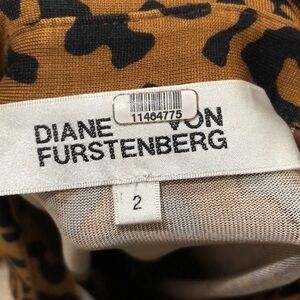 11464775
DIANE VON
FURSTENBERG
2